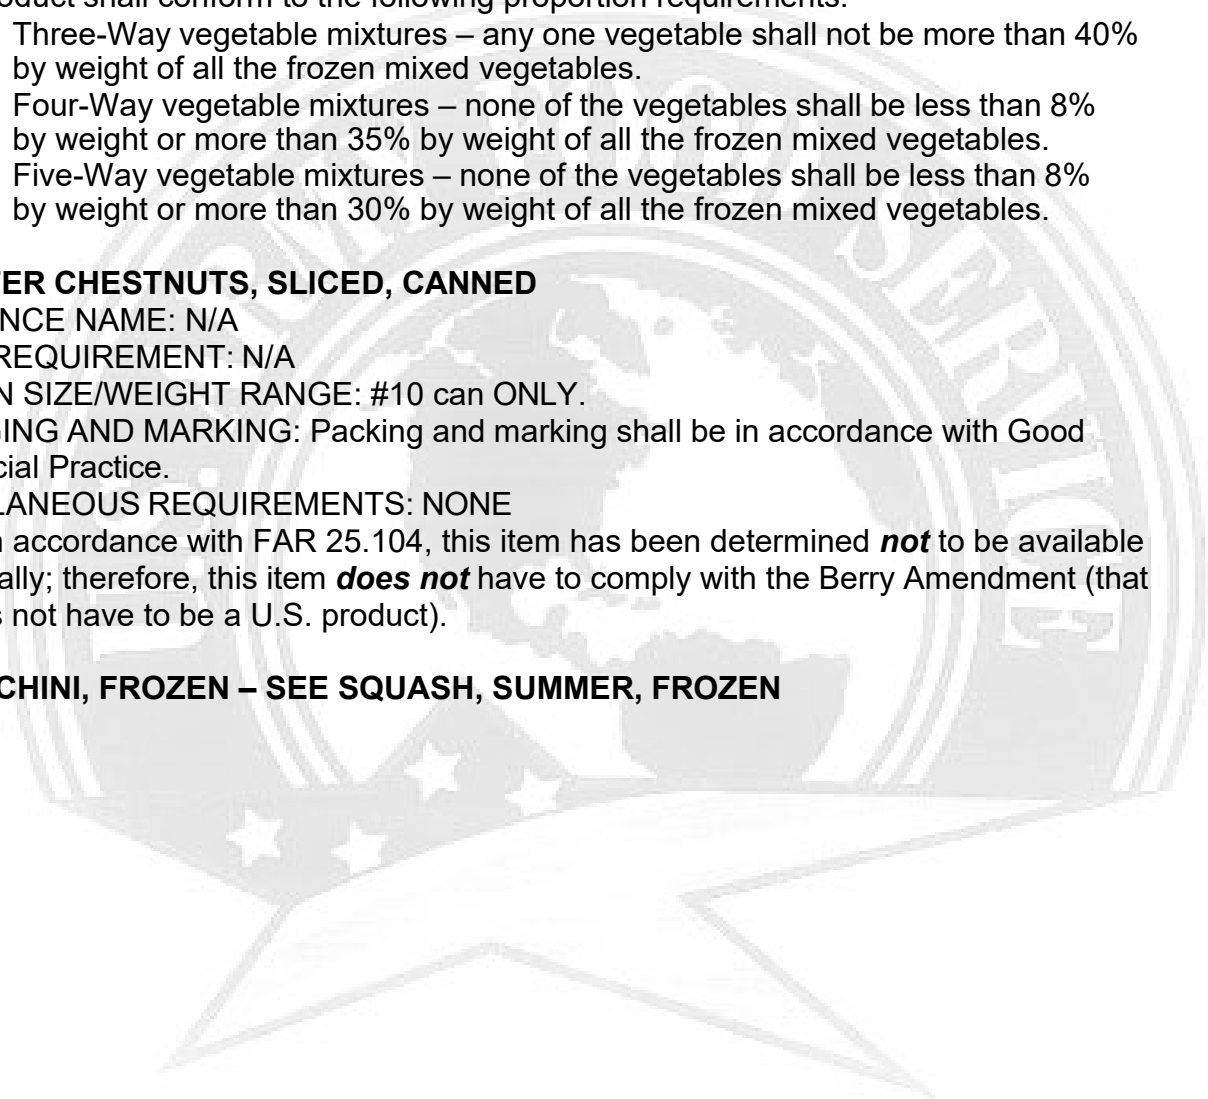 oduct shall conform to the following proportion requirements:
Three-Way vegetable mixtures – any one vegetable shall not be more than 40%
by weight of all the frozen mixed vegetables.
Four-Way vegetable mixtures – none of the vegetables shall be less than 8%
by weight or more than 35% by weight of all the frozen mixed vegetables.
Five-Way vegetable mixtures – none of the vegetables shall be less than 8%
by weight or more than 30% by weight of all the frozen mixed vegetables.
TER CHESTNUTS, SLICED, CANNED
NCE NAME: N/A
REQUIREMENT: N/A
N SIZE/WEIGHT RANGE: #10 can ONLY.
GING AND MARKING: Packing and marking shall be in accordance with Good
cial Practice.
LANEOUS REQUIREMENTS: NONE
n accordance with FAR 25.104, this item has been determined not to be available
ally; therefore, this item does not have to comply with the Berry Amendment (that
s not have to be a U.S. product).
CHINI, FROZEN – SEE SQUASH, SUMMER, FROZEN
U.S. ARMY FOOD SERVICE